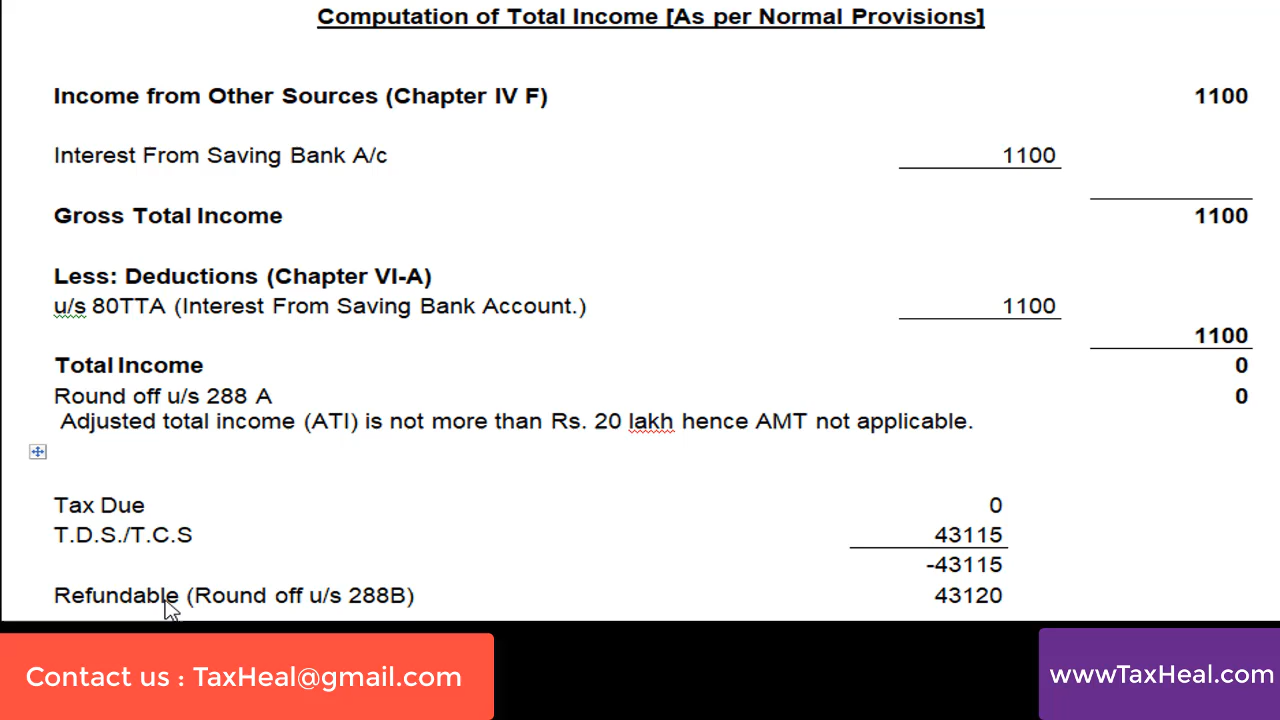 Computation of Total Income [As per Normal Provisions]
Income from Other Sources (Chapter IV F) 1100
Interest From Saving Bank A/c 1100
Gross Total Income 1100
Less: Deductions (Chapter VI-A)
u/s 80TTA (Interest From Saving Bank Account.) 1100
1100
Total Income 0
Round off u/s 288 A 0
Adjusted total income (ATI) is not more than Rs. 20 lakh hence AMT not applicable.
Tax Due 0
T.D.S./T.C.S 43115
-43115
Refundable (Round off u/s 288B) 43120
Contact us : TaxHeal@gmail.com
wwwTaxHeal.com